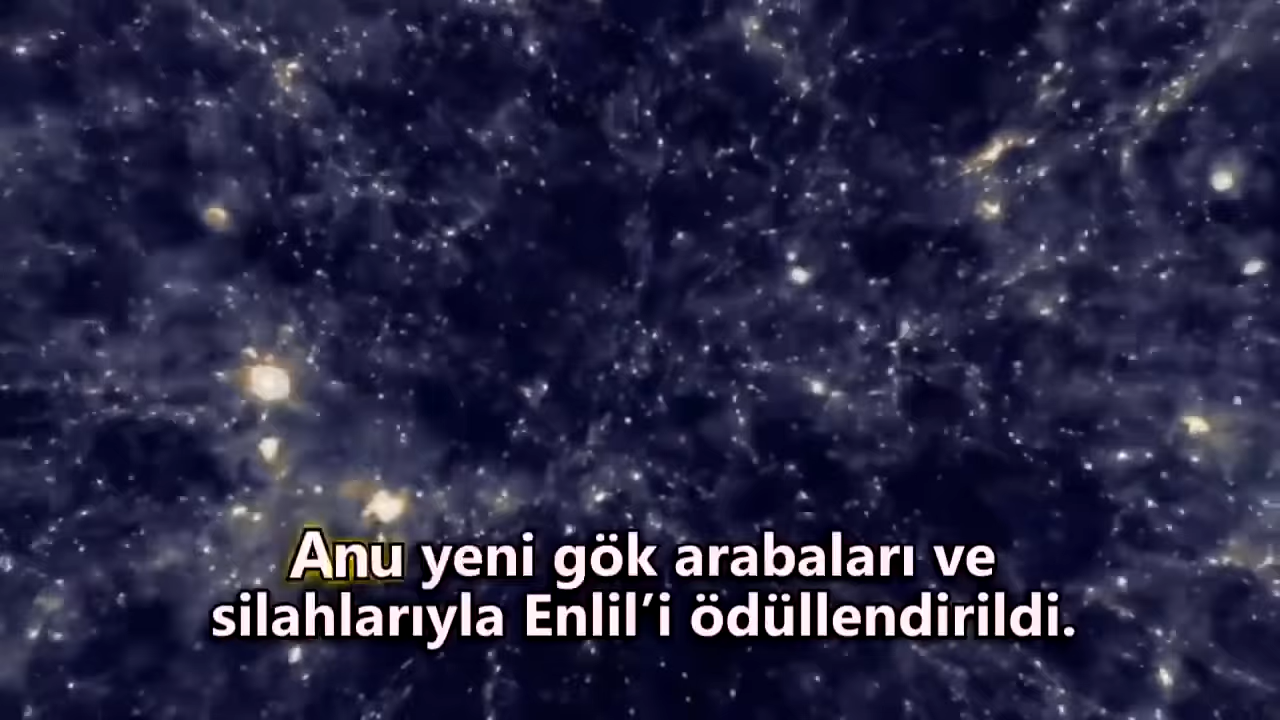 Anu yeni gök arabaları ve
silahlarıyla Enlil’i ödüllendirildi.